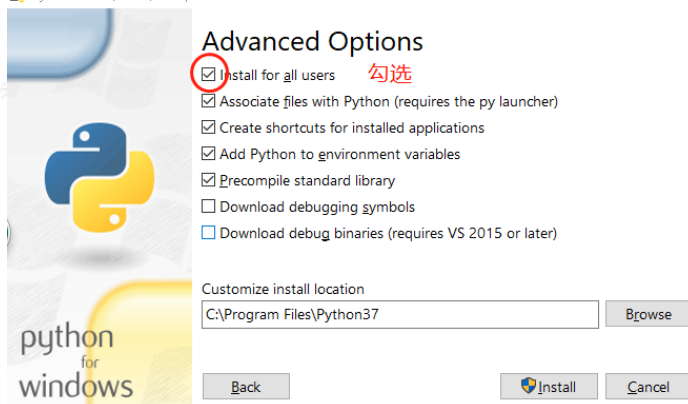 Advanced Options
Install for all users 勾选
Associate files with Python (requires the py launcher)
Create shortcuts for installed applications
Add Python to environment variables
Precompile standard library
Download debugging symbols
Download debug binaries (requires VS 2015 or later)
Customize install location
C:\Program Files\Python37
Browse
python
for
windows
Back
Install
Cancel